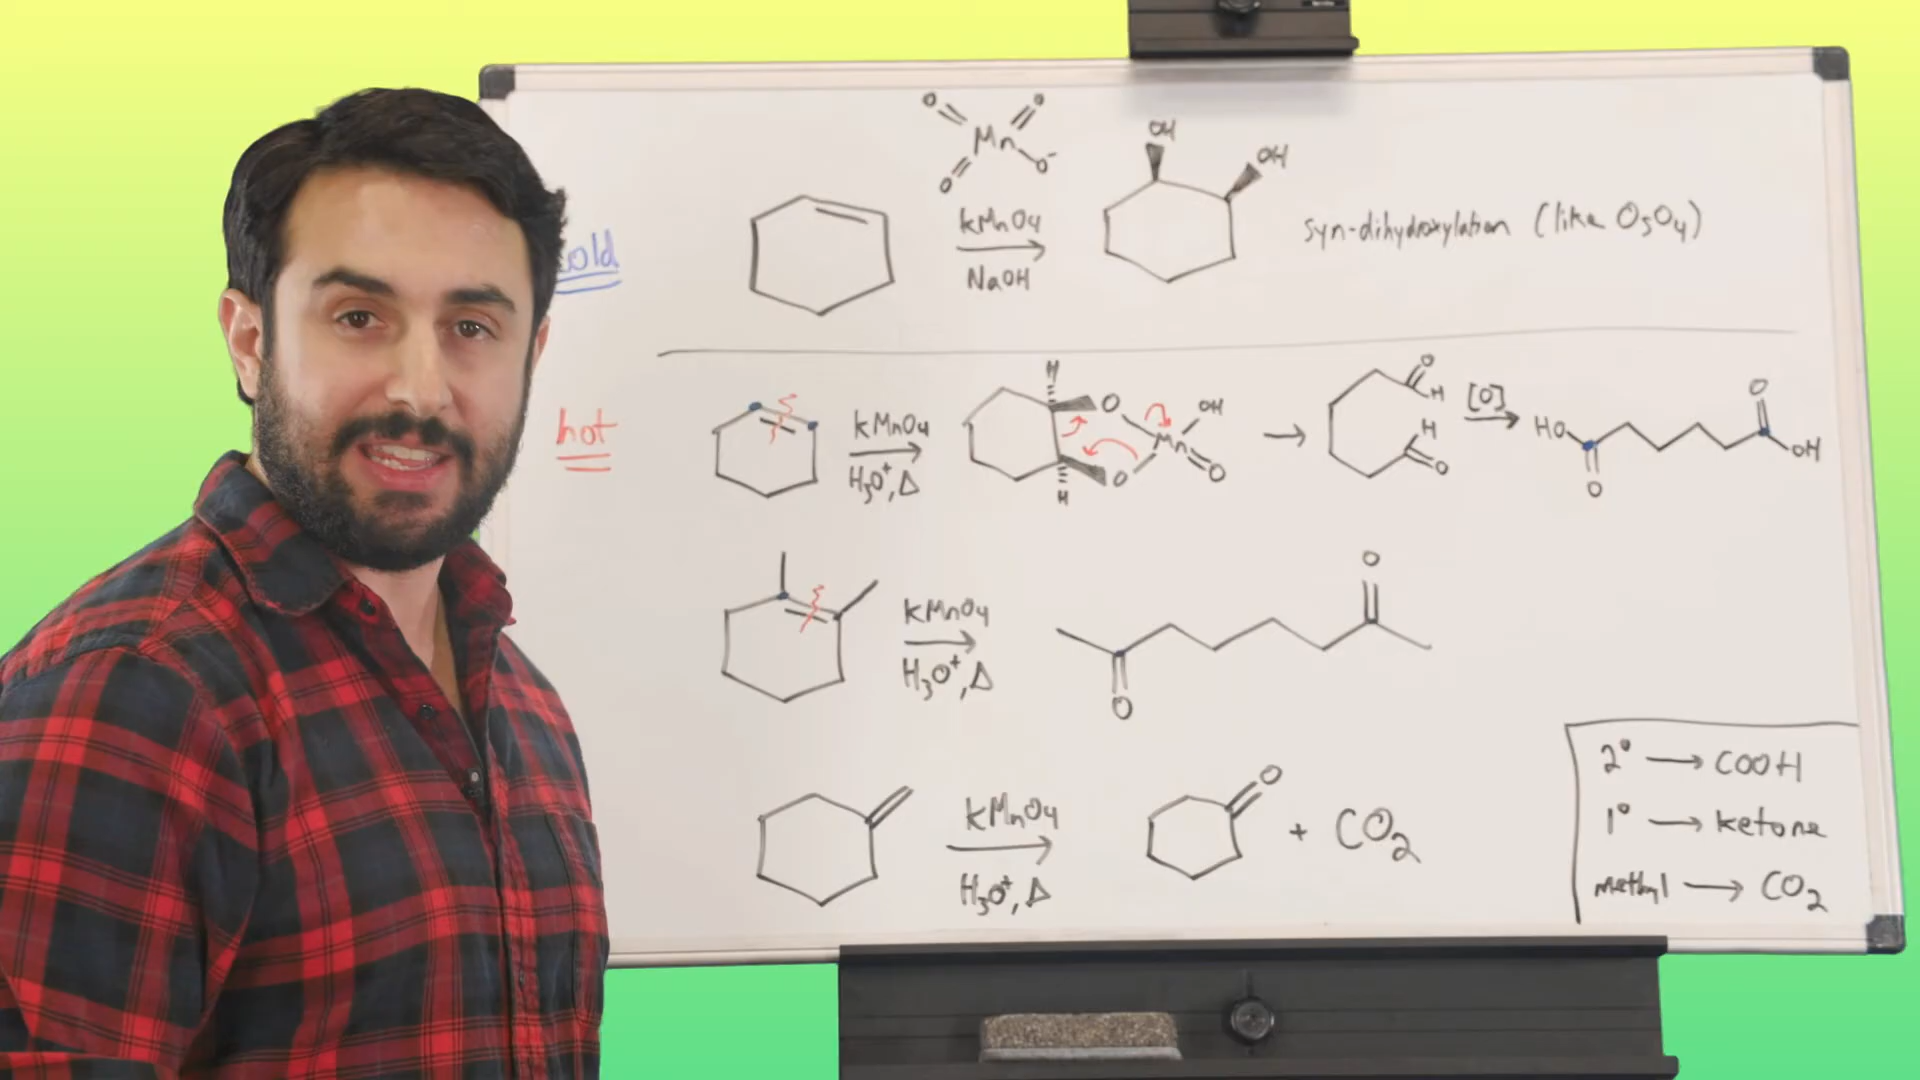 O O
Mn
O O⁻
OH
OH
cold
KMnO4
NaOH
syn-dihydroxylation (like OsO4)
hot
KMnO4
H3O⁺, Δ
H
O
OH
Mn
O
O
H
O
H
H
O
[O]
HO
O
O
OH
KMnO4
H3O⁺, Δ
O
O
KMnO4
H3O⁺, Δ
O
+ CO2
2° → COOH
1° → ketone
methyl → CO2